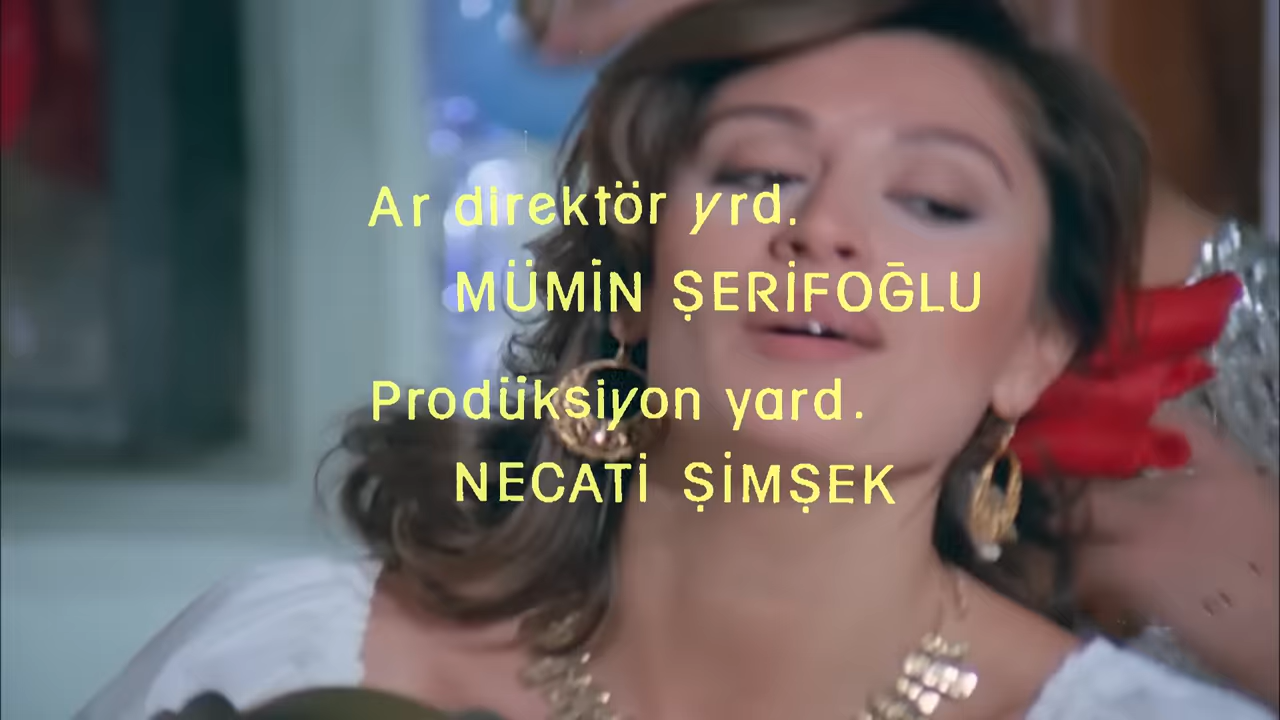 Ar direktör yrd.
MÜMİN ŞERİFOĞLU
Prodüksiyon yard.
NECATİ ŞİMŞEK